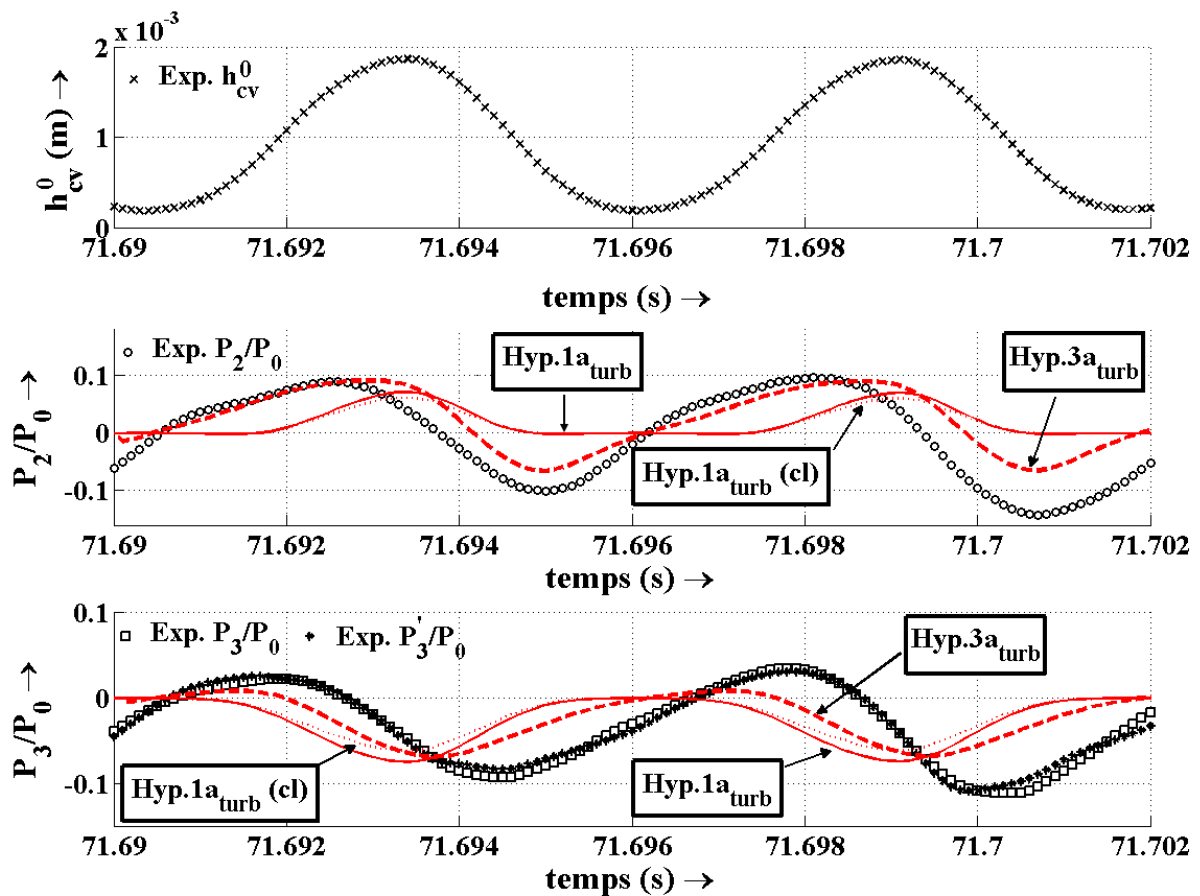 x 10⁻³
2
1
0
h⁰cv (m) →
× Exp. h⁰cv
71.69 71.692 71.694 71.696 71.698 71.7 71.702
temps (s) →
0.1
0
-0.1
P₂/P₀ →
Exp. P₂/P₀
Hyp.1a_turb
Hyp.3a_turb
Hyp.1a_turb (cl)
71.69 71.692 71.694 71.696 71.698 71.7 71.702
temps (s) →
0.1
0
-0.1
P₃/P₀ →
Exp. P₃/P₀ Exp. P₃'/P₀
Hyp.3a_turb
Hyp.1a_turb (cl)
Hyp.1a_turb
71.69 71.692 71.694 71.696 71.698 71.7 71.702
temps (s) →